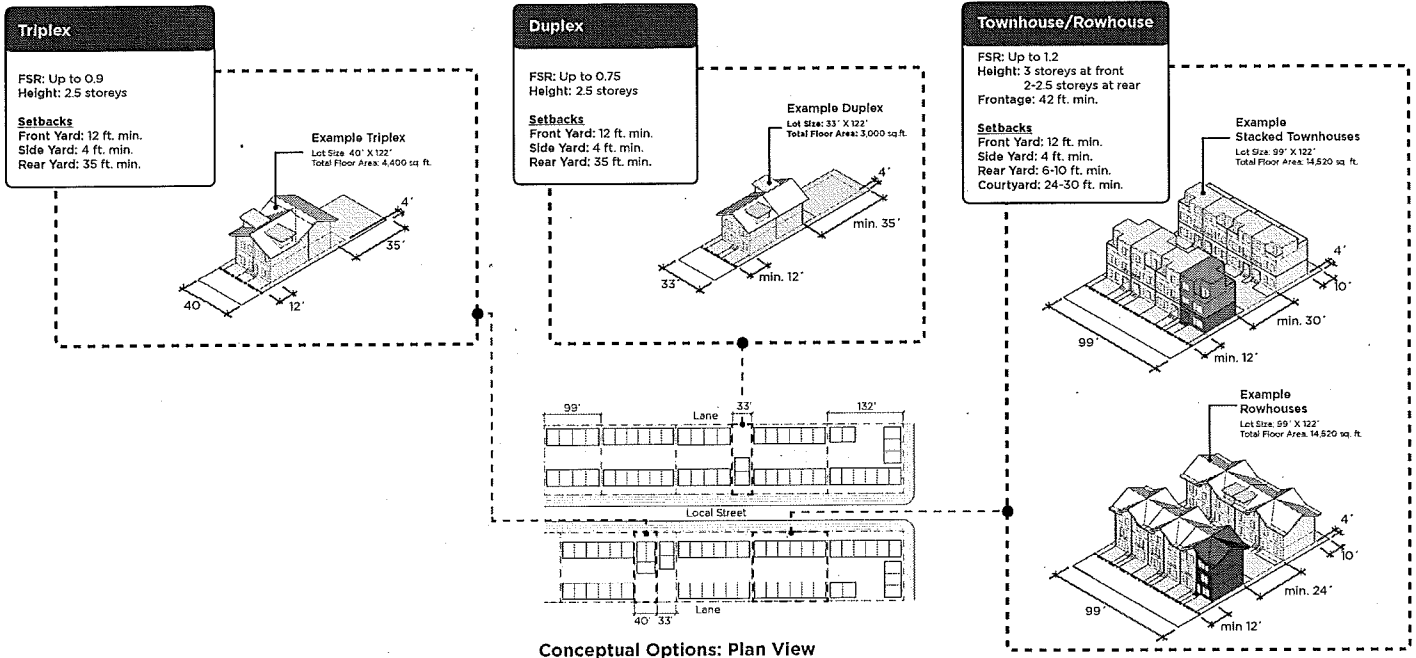 Triplex
FSR: Up to 0.9
Height: 2.5 storeys
Setbacks
Front Yard: 12 ft. min.
Side Yard: 4 ft. min.
Rear Yard: 35 ft. min.
Example Triplex
Lot Size: 40' X 122'
Total Floor Area: 4,400 sq. ft.
4'
35'
40
12'
Duplex
FSR: Up to 0.75
Height: 2.5 storeys
Setbacks
Front Yard: 12 ft. min.
Side Yard: 4 ft. min.
Rear Yard: 35 ft. min.
Example Duplex
Lot Size: 33' X 122'
Total Floor Area: 3,000 sq.ft.
4'
min. 35'
33'
min. 12'
Townhouse/Rowhouse
FSR: Up to 1.2
Height: 3 storeys at front
2-2.5 storeys at rear
Frontage: 42 ft. min.
Setbacks
Front Yard: 12 ft. min.
Side Yard: 4 ft. min.
Rear Yard: 6-10 ft. min.
Courtyard: 24-30 ft. min.
Example
Stacked Townhouses
Lot Size: 99' X 122'
Total Floor Area: 14,520 sq. ft.
4'
10'
min. 30'
99'
min. 12'
Example
Rowhouses
Lot Size: 99' X 122'
Total Floor Area: 14,520 sq. ft.
4'
10'
min. 24'
99'
min 12'
99'
Lane
33'
132'
Local Street
Lane
40' 33'
Conceptual Options: Plan View